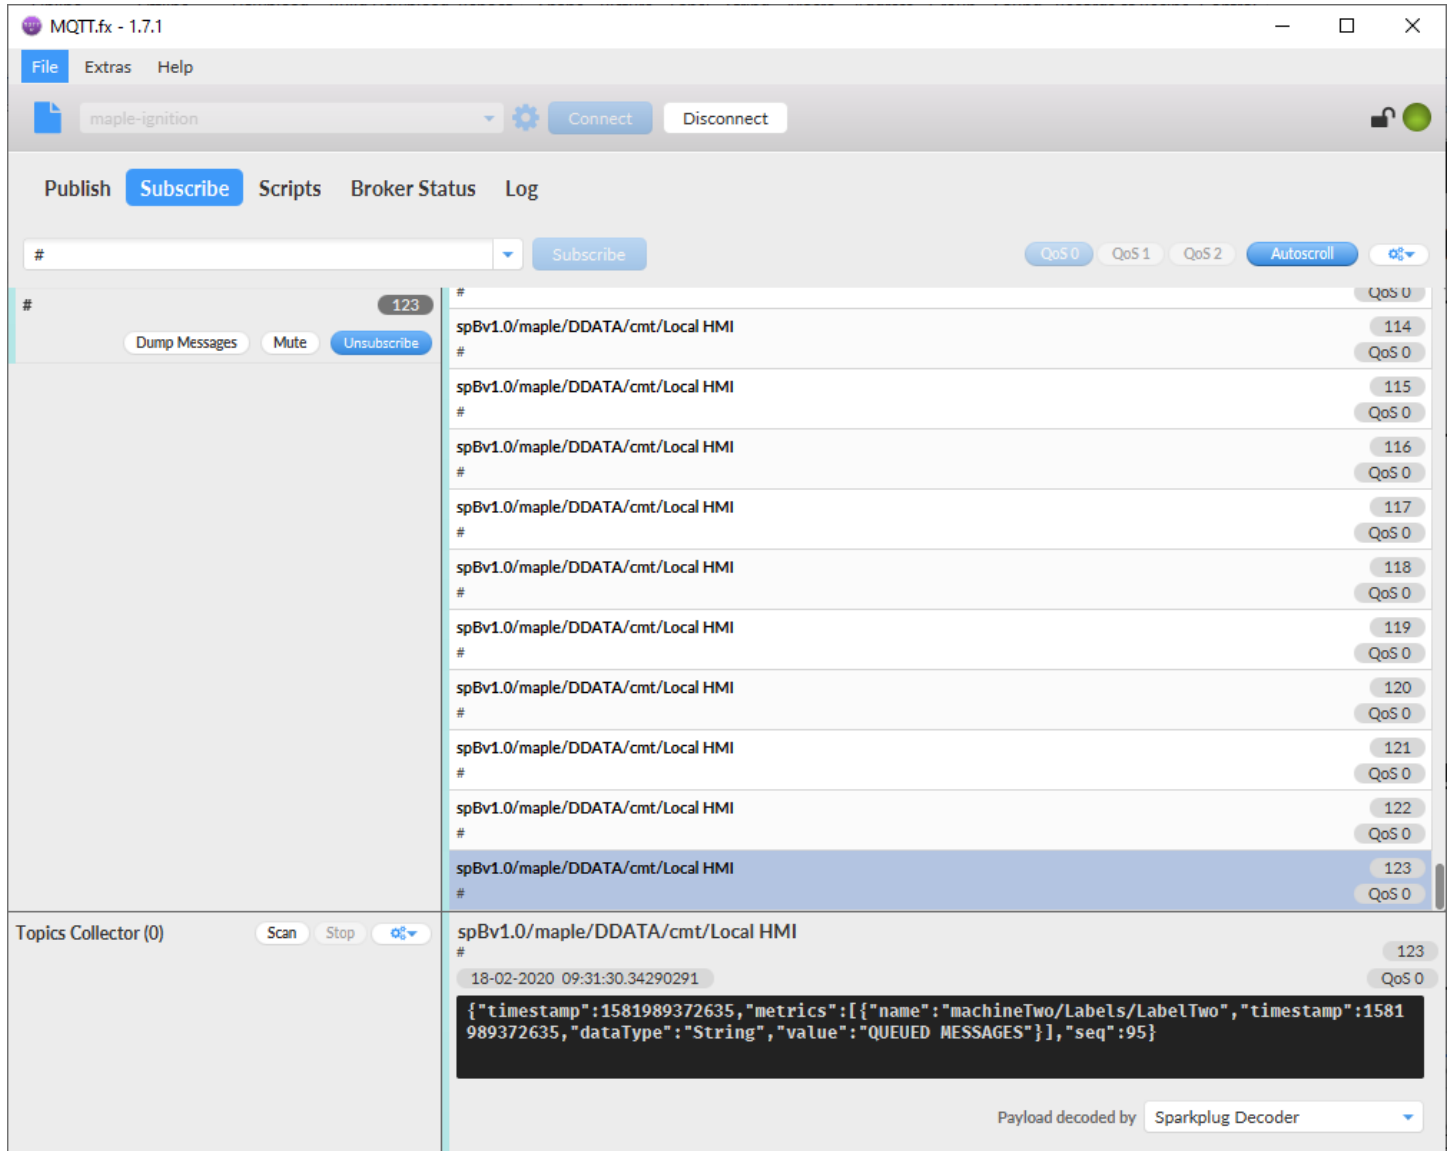 MQTT.fx - 1.7.1
File Extras Help
maple-ignition Connect Disconnect
Publish Subscribe Scripts Broker Status Log
# Subscribe QoS 0 QoS 1 QoS 2 Autoscroll
# 123
Dump Messages Mute Unsubscribe
# QoS 0
spBv1.0/maple/DDATA/cmt/Local HMI 114
# QoS 0
spBv1.0/maple/DDATA/cmt/Local HMI 115
# QoS 0
spBv1.0/maple/DDATA/cmt/Local HMI 116
# QoS 0
spBv1.0/maple/DDATA/cmt/Local HMI 117
# QoS 0
spBv1.0/maple/DDATA/cmt/Local HMI 118
# QoS 0
spBv1.0/maple/DDATA/cmt/Local HMI 119
# QoS 0
spBv1.0/maple/DDATA/cmt/Local HMI 120
# QoS 0
spBv1.0/maple/DDATA/cmt/Local HMI 121
# QoS 0
spBv1.0/maple/DDATA/cmt/Local HMI 122
# QoS 0
spBv1.0/maple/DDATA/cmt/Local HMI 123
# QoS 0
Topics Collector (0) Scan Stop
spBv1.0/maple/DDATA/cmt/Local HMI
# 123
18-02-2020 09:31:30.34290291 QoS 0
{"timestamp":1581989372635,"metrics":[{"name":"machineTwo/Labels/LabelTwo","timestamp":1581
989372635,"dataType":"String","value":"QUEUED MESSAGES"}],"seq":95}
Payload decoded by Sparkplug Decoder